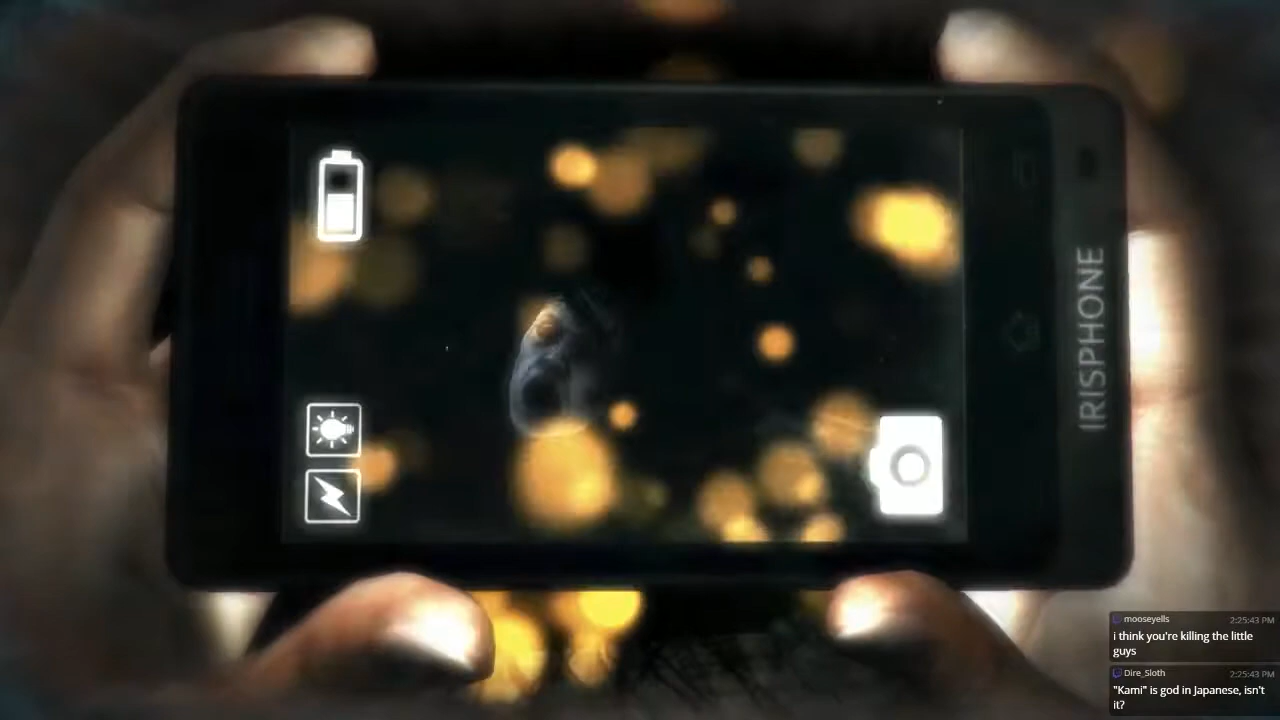 IRISPHONE
mooseyells 2:25:43 PM
i think you're killing the little
guys
Dire_Sloth 2:25:43 PM
"Kami" is god in Japanese, isn't
it?